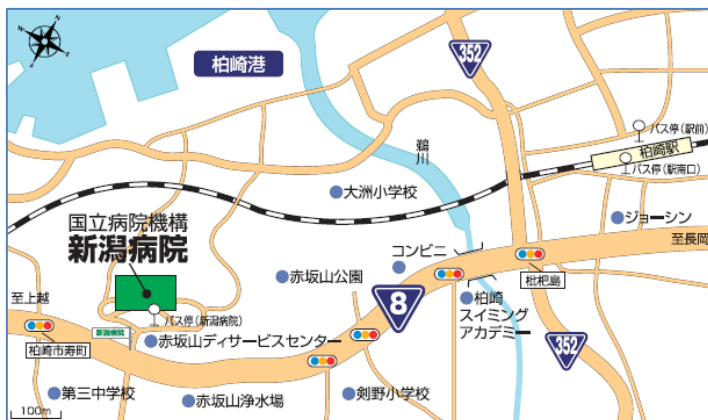 352
柏崎港
バス停(駅前)
柏崎駅
バス停(駅南口)
鵜川
大洲小学校
ジョーシン
国立病院機構
新潟病院
至長岡
コンビニ
赤坂山公園
枇杷島
8
至上越
バス停(新潟病院)
柏崎
スイミング
アカデミー
新潟病院
赤坂山ディサービスセンター
柏崎市寿町
352
第三中学校
剣野小学校
赤坂山浄水場
100m